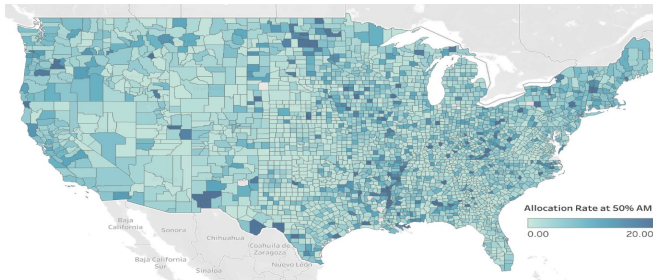 Allocation Rate at 50% AM
0.00 20.00
Baja
California
Sonora
Chihuahua
Coahuila de
Zaragoza
Baja California
Sur
Sinaloa
Nuevo León